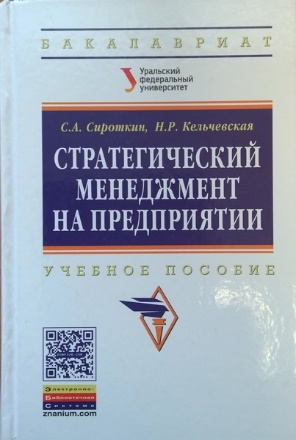 БАКАЛАВРИАТ
Уральский
федеральный
университет
С.А. Сироткин, Н.Р. Кельчевская
СТРАТЕГИЧЕСКИЙ
МЕНЕДЖМЕНТ
НА ПРЕДПРИЯТИИ
УЧЕБНОЕ ПОСОБИЕ
Электронно-
Библиотечная
Система
znanium.com